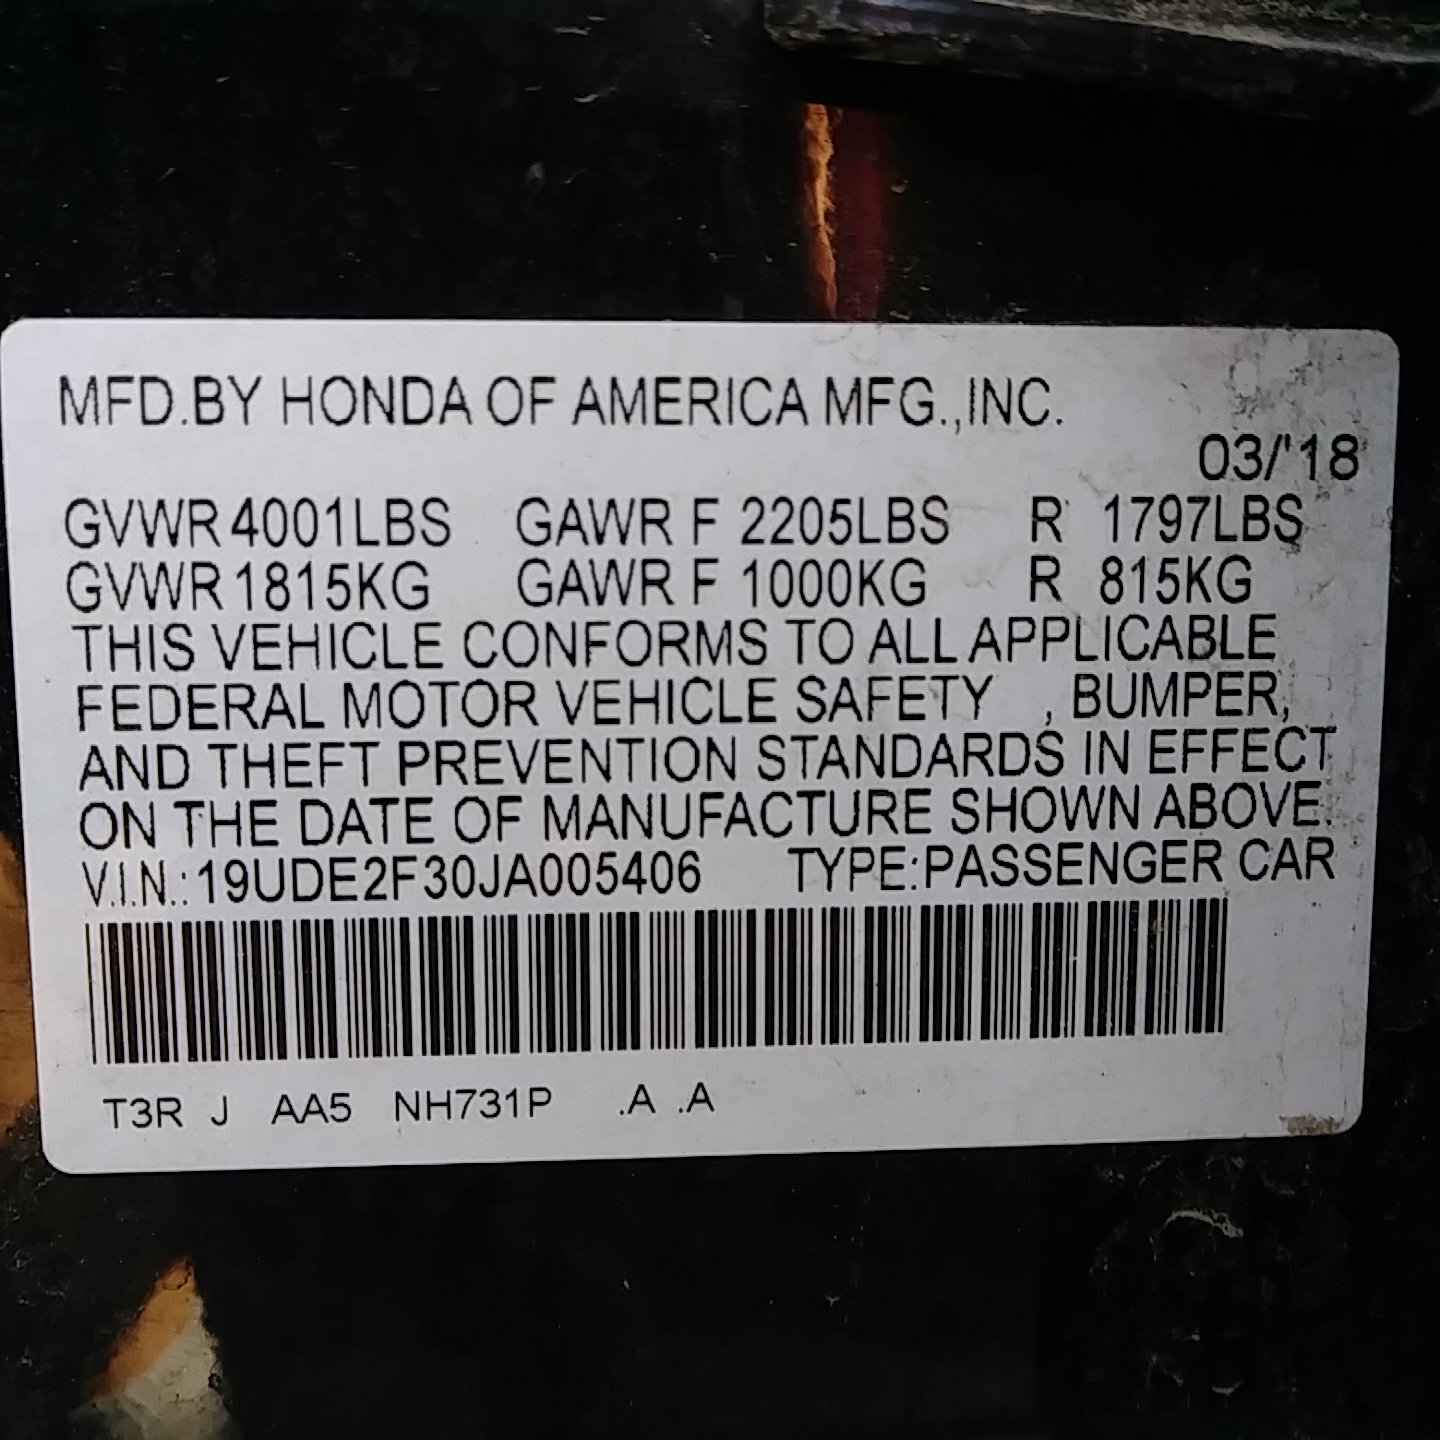 MFD.BY HONDA OF AMERICA MFG.,INC.
03/'18
GVWR 4001LBS GAWR F 2205LBS R 1797LBS
GVWR 1815KG GAWR F 1000KG R 815KG
THIS VEHICLE CONFORMS TO ALL APPLICABLE
FEDERAL MOTOR VEHICLE SAFETY , BUMPER,
AND THEFT PREVENTION STANDARDS IN EFFECT
ON THE DATE OF MANUFACTURE SHOWN ABOVE.
V.I.N.: 19UDE2F30JA005406 TYPE:PASSENGER CAR
T3R J AA5 NH731P .A .A